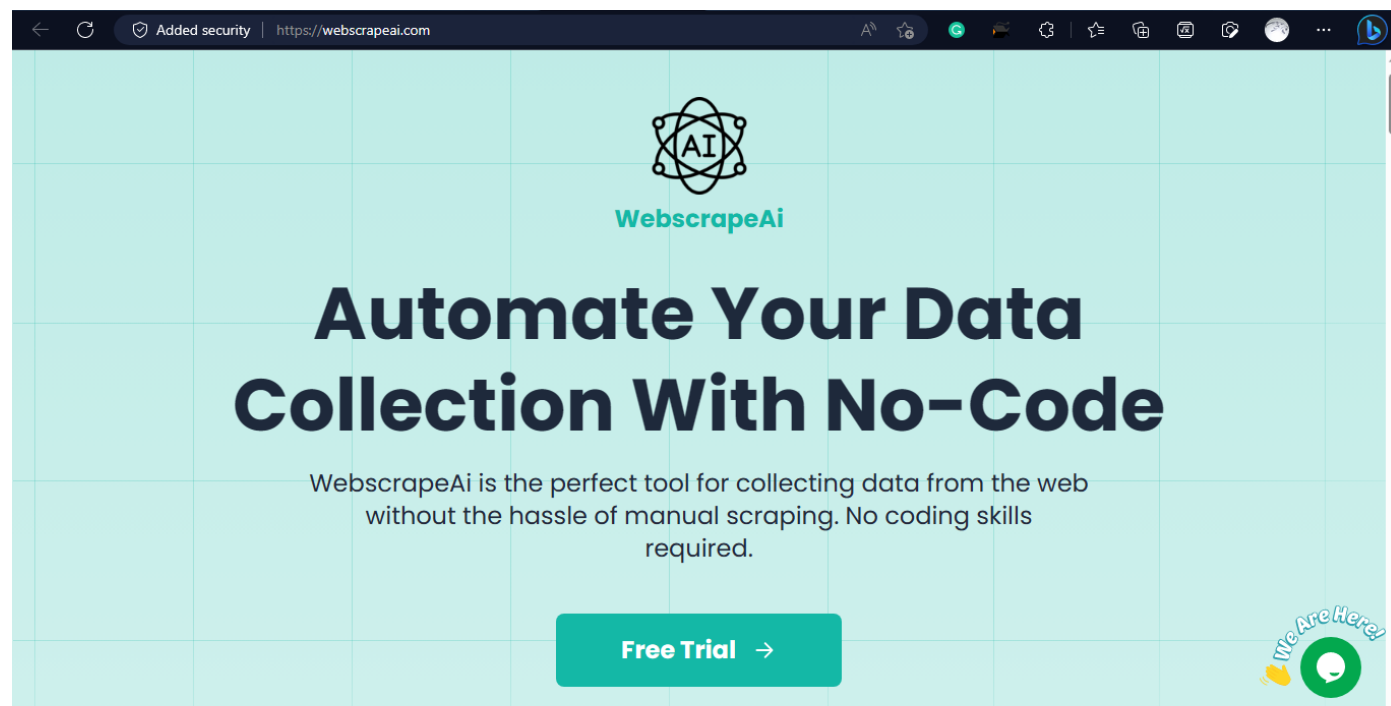 Added security
https://webscrapeai.com
AI
WebscrapeAi
Automate Your Data
Collection With No-Code
WebscrapeAi is the perfect tool for collecting data from the web
without the hassle of manual scraping. No coding skills
required.
Free Trial →
We Are Here!